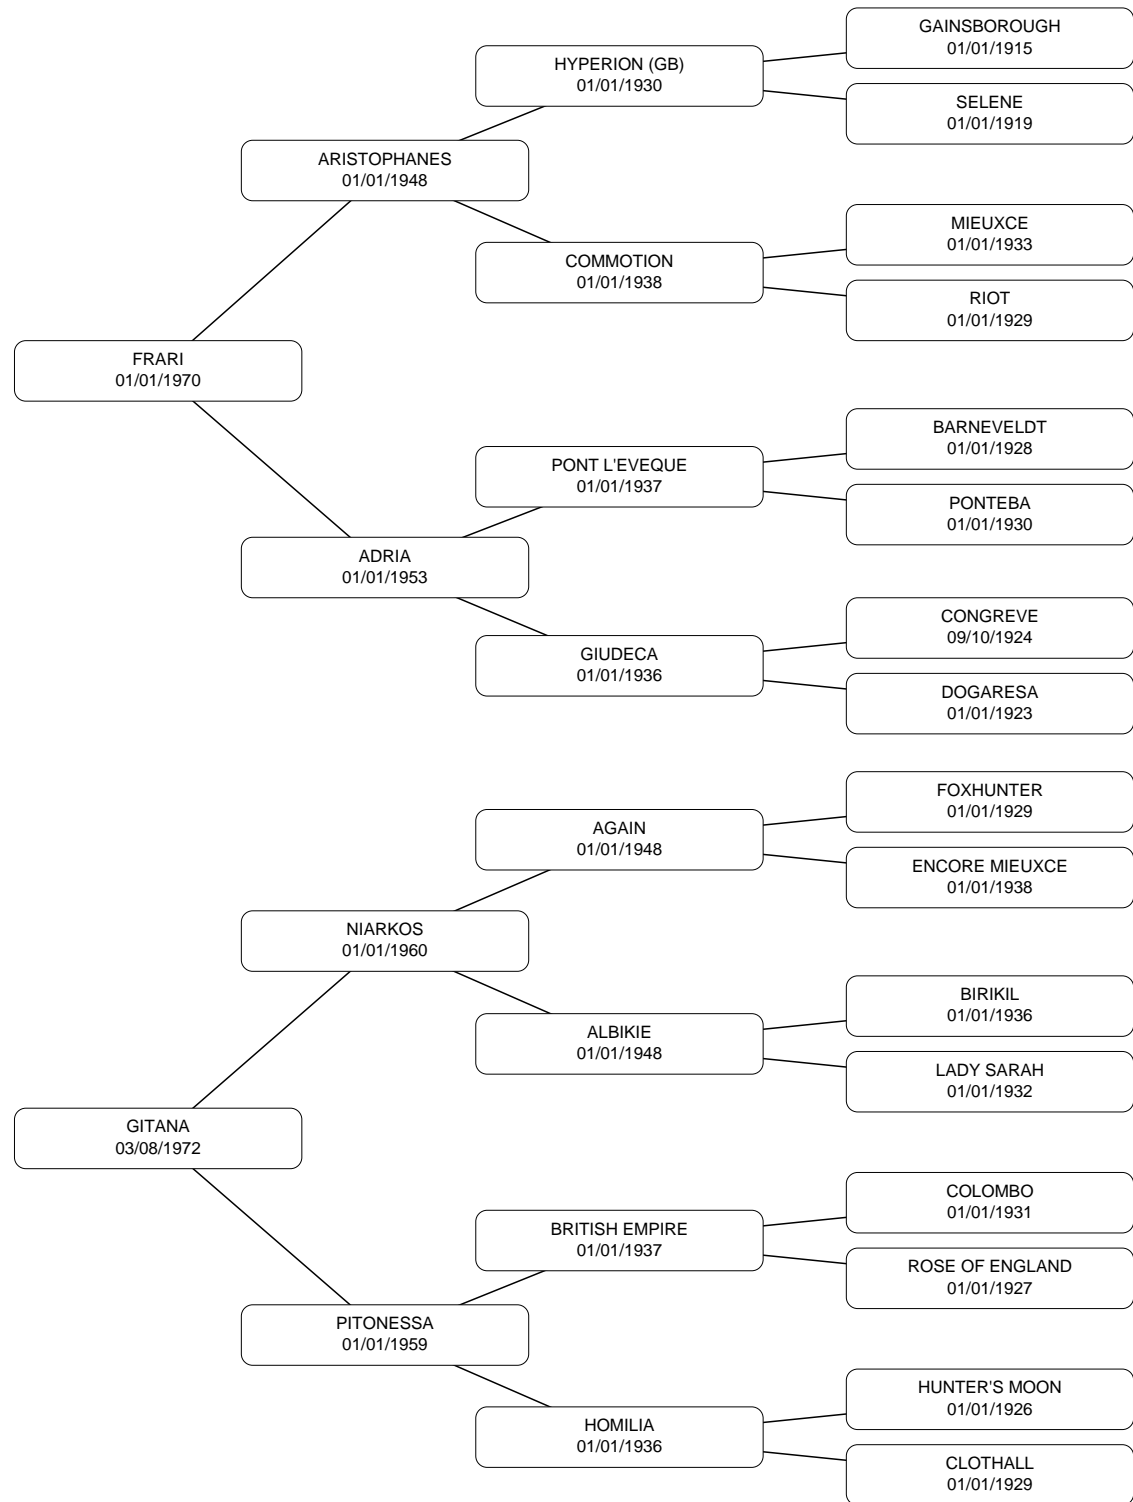 GAINSBOROUGH
01/01/1915
HYPERION (GB)
01/01/1930
SELENE
01/01/1919
ARISTOPHANES
01/01/1948
MIEUXCE
01/01/1933
COMMOTION
01/01/1938
RIOT
01/01/1929
FRARI
01/01/1970
BARNEVELDT
01/01/1928
PONT L'EVEQUE
01/01/1937
PONTEBA
01/01/1930
ADRIA
01/01/1953
CONGREVE
09/10/1924
GIUDECA
01/01/1936
DOGARESA
01/01/1923
FOXHUNTER
01/01/1929
AGAIN
01/01/1948
ENCORE MIEUXCE
01/01/1938
NIARKOS
01/01/1960
BIRIKIL
01/01/1936
ALBIKIE
01/01/1948
LADY SARAH
01/01/1932
GITANA
03/08/1972
COLOMBO
01/01/1931
BRITISH EMPIRE
01/01/1937
ROSE OF ENGLAND
01/01/1927
PITONESSA
01/01/1959
HUNTER'S MOON
01/01/1926
HOMILIA
01/01/1936
CLOTHALL
01/01/1929